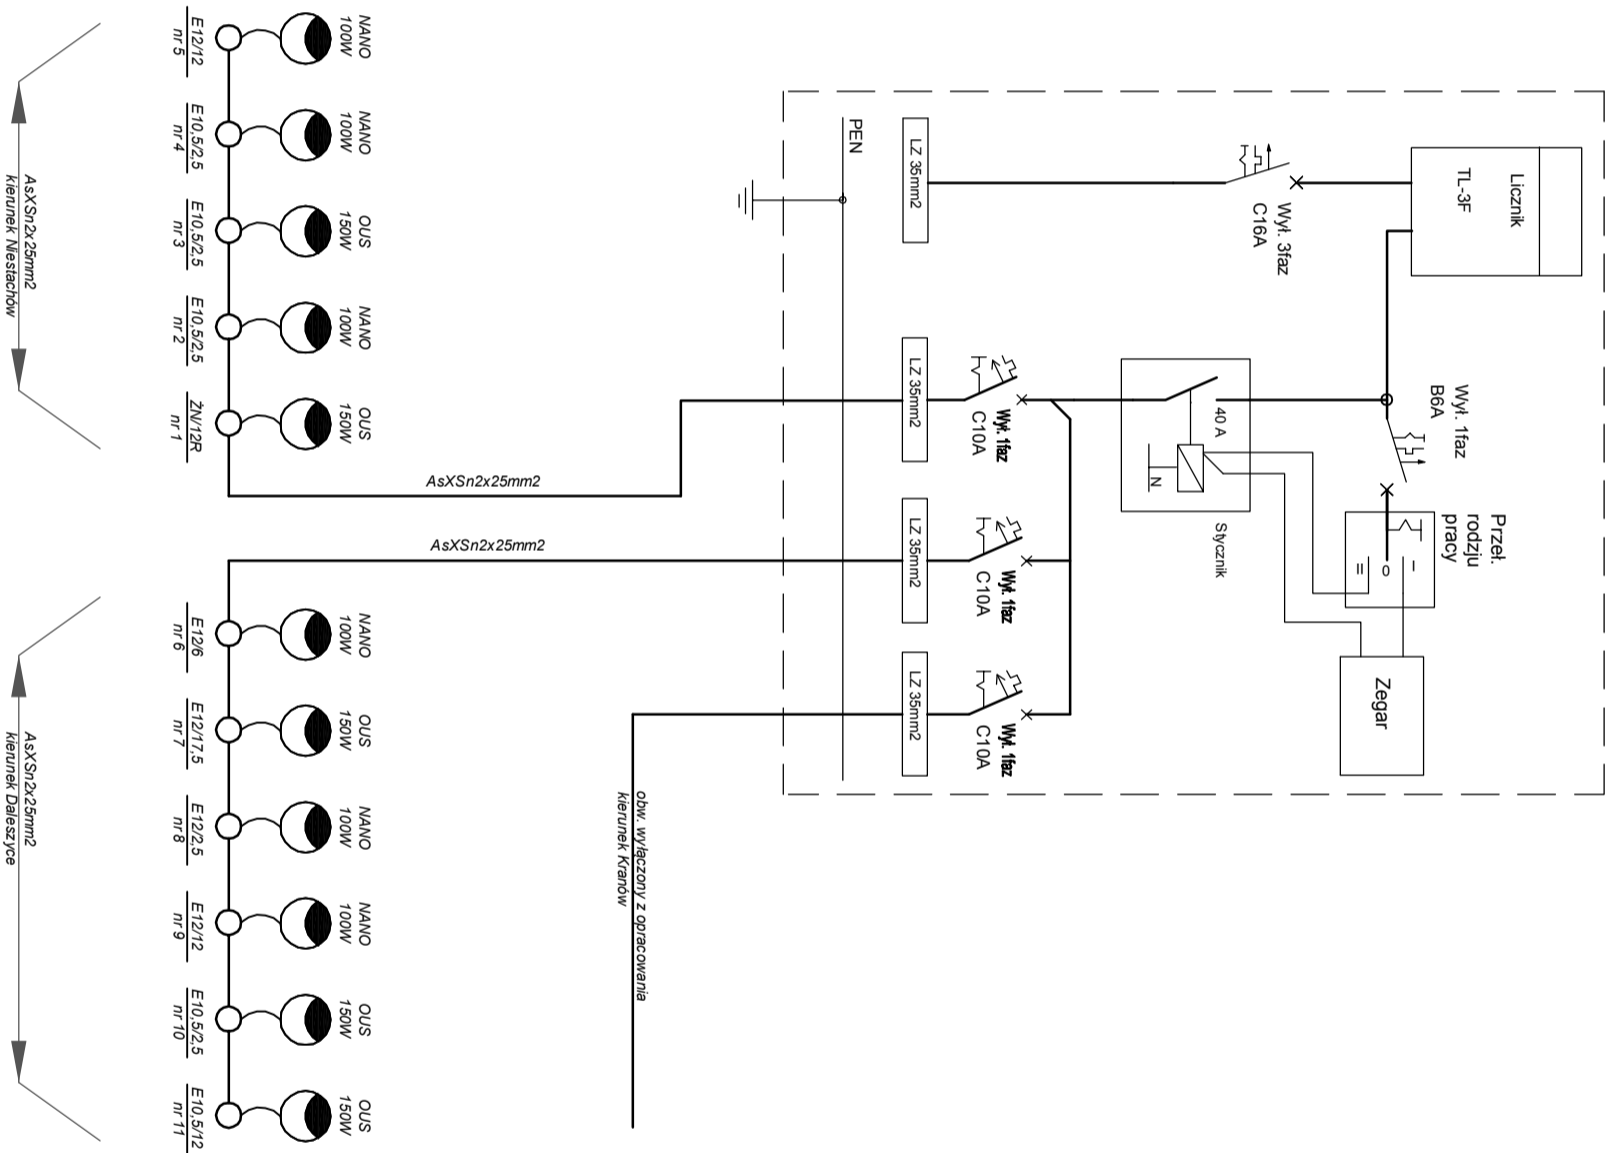 Licznik
TL-3F
Wył. 3faz
C16A
LZ 35mm2
PEN
Wył. 1faz
B6A
Przeł.
rodzju
pracy
I
o
II
Zegar
Stycznik
40 A
N
Wył. 1faz
C10A
LZ 35mm2
Wył. 1faz
C10A
LZ 35mm2
Wył. 1faz
C10A
LZ 35mm2
AsXSn2x25mm2
AsXSn2x25mm2
obw. wyłączony z opracowania
kierunek Kranów
NANO
100W
E12/12
nr 5
NANO
100W
E10,5/2,5
nr 4
OUS
150W
E10,5/2,5
nr 3
NANO
100W
E10,5/2,5
nr 2
OUS
150W
ŻN/12R
nr 1
NANO
100W
E12/6
nr 6
OUS
150W
E12/17,5
nr 7
NANO
100W
E12/2,5
nr 8
NANO
100W
E12/12
nr 9
OUS
150W
E10,5/2,5
nr 10
OUS
150W
E10,5/12
nr 11
AsXSn2x25mm2
kierunek Niestachów
AsXSn2x25mm2
kierunek Daleszyce